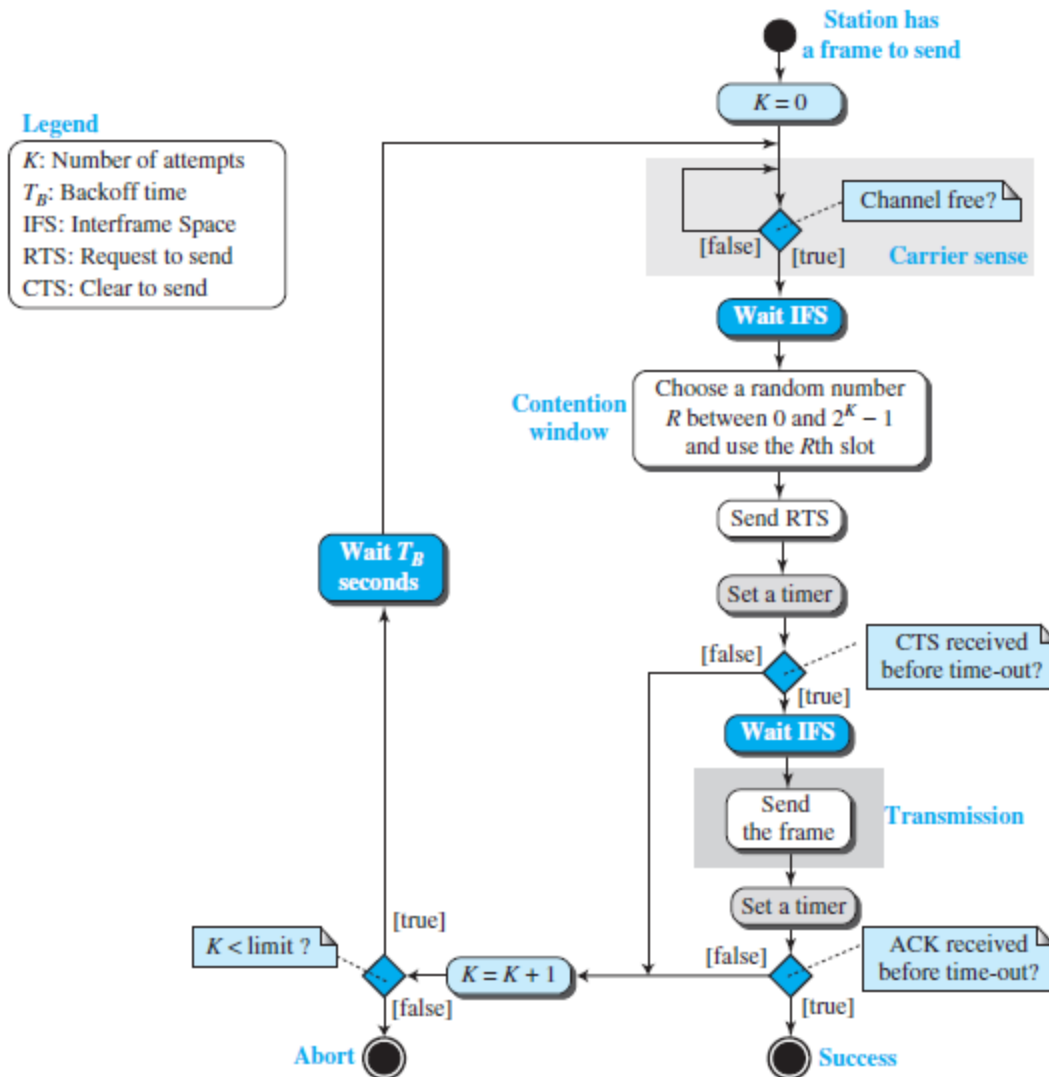 Station has
a frame to send
K = 0
Legend
K: Number of attempts
T_B: Backoff time
IFS: Interframe Space
RTS: Request to send
CTS: Clear to send
Channel free?
[false]
[true]
Carrier sense
Wait IFS
Contention
window
Choose a random number
R between 0 and 2^K − 1
and use the Rth slot
Send RTS
Wait T_B
seconds
Set a timer
[false]
CTS received
before time-out?
[true]
Wait IFS
Send
the frame
Transmission
Set a timer
[true]
K < limit ?
[false]
K = K + 1
[false]
ACK received
before time-out?
[true]
Abort
Success